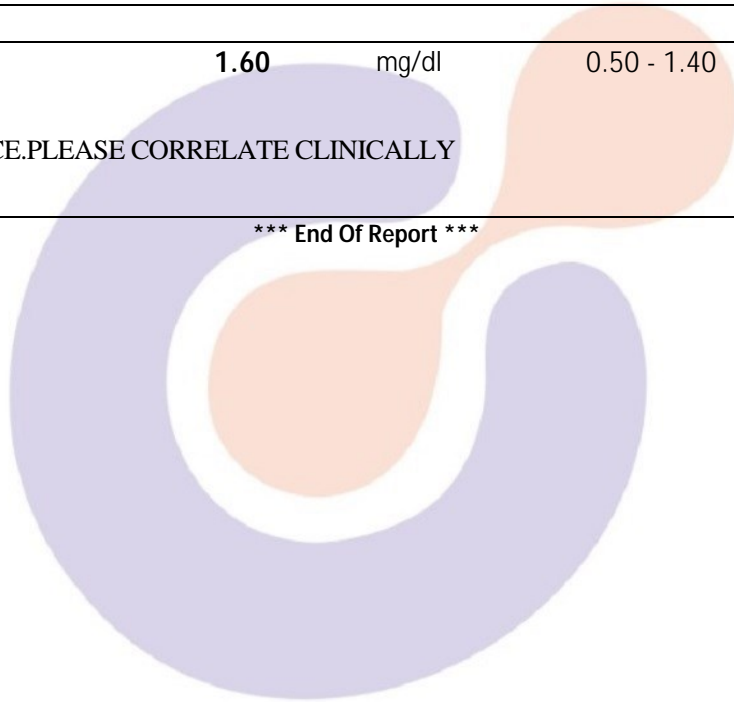 1.60 mg/dl 0.50 - 1.40
CE.PLEASE CORRELATE CLINICALLY
*** End Of Report ***